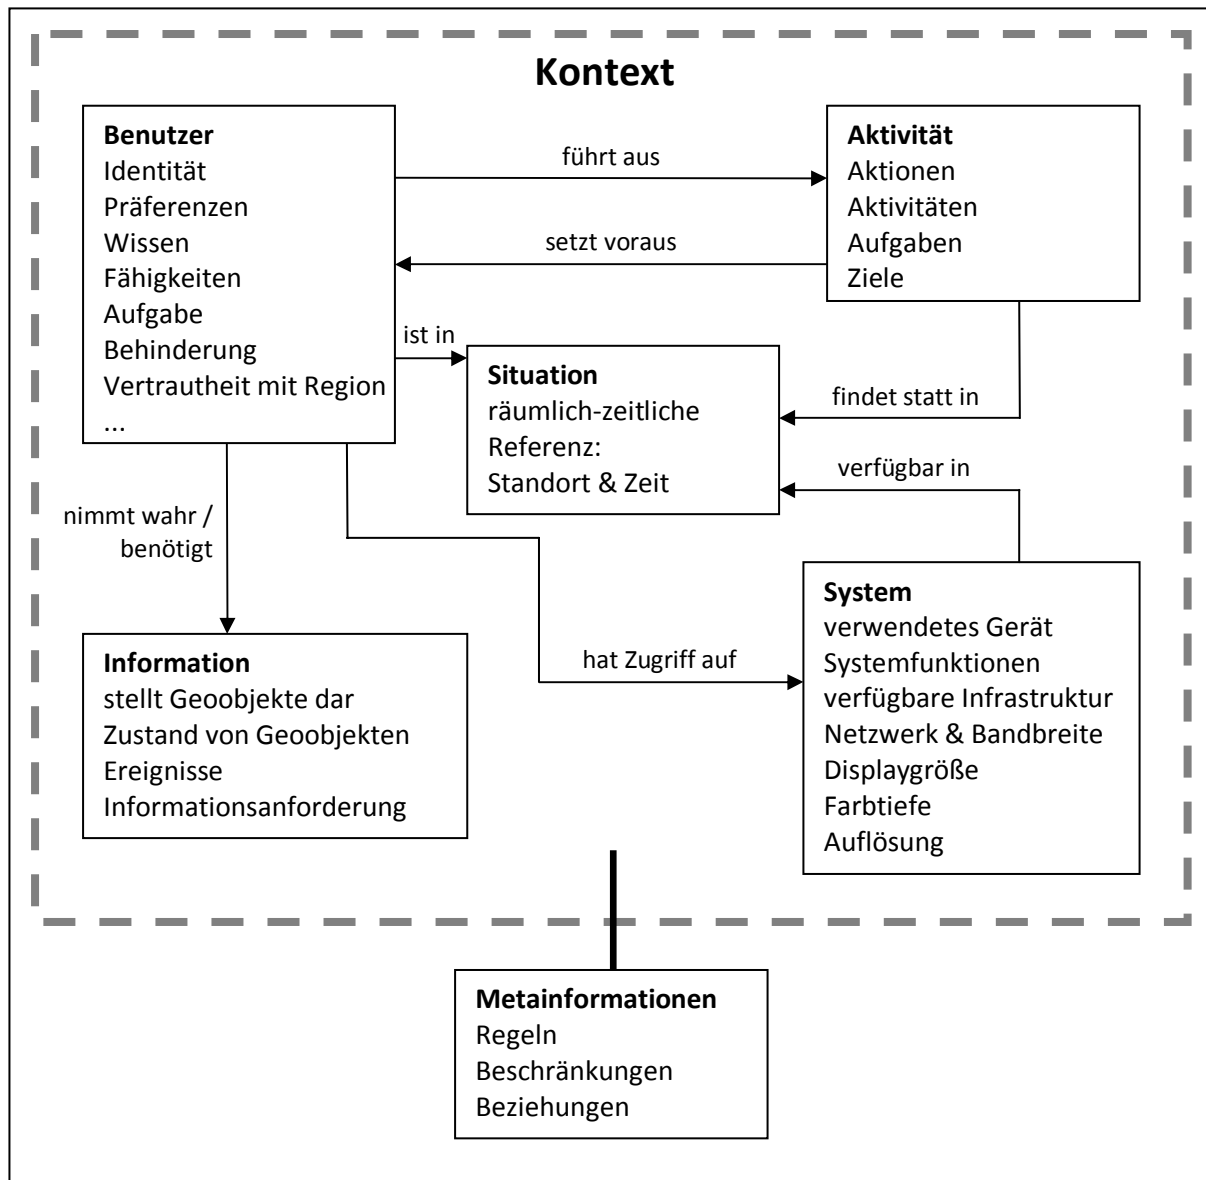 Kontext
Benutzer
Identität
Präferenzen
Wissen
Fähigkeiten
Aufgabe
Behinderung
Vertrautheit mit Region
...
führt aus
setzt voraus
Aktivität
Aktionen
Aktivitäten
Aufgaben
Ziele
ist in
Situation
räumlich-zeitliche
Referenz:
Standort & Zeit
findet statt in
verfügbar in
nimmt wahr /
benötigt
Information
stellt Geoobjekte dar
Zustand von Geoobjekten
Ereignisse
Informationsanforderung
hat Zugriff auf
System
verwendetes Gerät
Systemfunktionen
verfügbare Infrastruktur
Netzwerk & Bandbreite
Displaygröße
Farbtiefe
Auflösung
Metainformationen
Regeln
Beschränkungen
Beziehungen